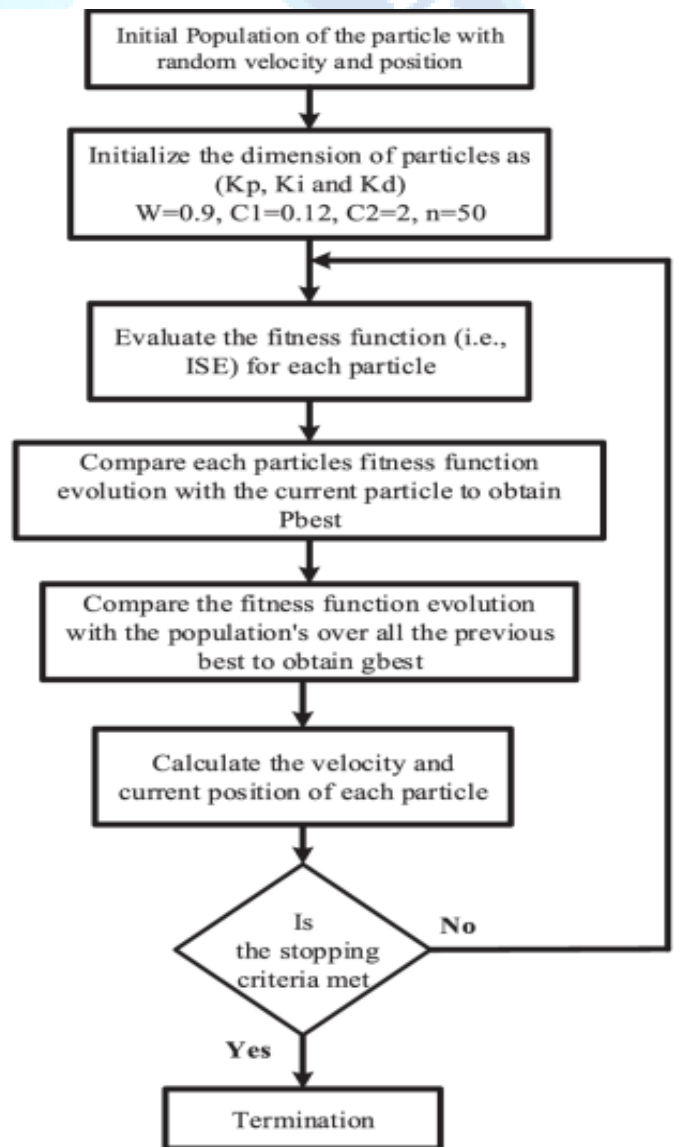 Initial Population of the particle with
random velocity and position
Initialize the dimension of particles as
(Kp, Ki and Kd)
W=0.9, C1=0.12, C2=2, n=50
Evaluate the fitness function (i.e.,
ISE) for each particle
Compare each particles fitness function
evolution with the current particle to obtain
Pbest
Compare the fitness function evolution
with the population's over all the previous
best to obtain gbest
Calculate the velocity and
current position of each particle
Is
the stopping
criteria met
No
Yes
Termination